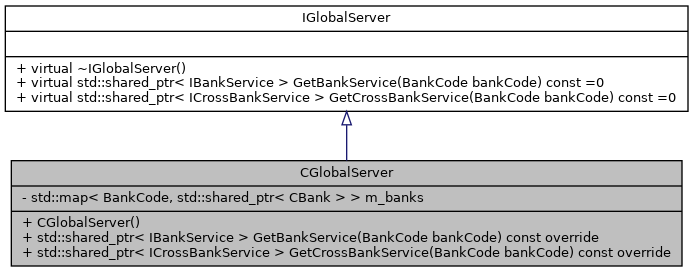 IGlobalServer
+ virtual ~IGlobalServer()
+ virtual std::shared_ptr< IBankService > GetBankService(BankCode bankCode) const =0
+ virtual std::shared_ptr< ICrossBankService > GetCrossBankService(BankCode bankCode) const =0
CGlobalServer
- std::map< BankCode, std::shared_ptr< CBank > > m_banks
+ CGlobalServer()
+ std::shared_ptr< IBankService > GetBankService(BankCode bankCode) const override
+ std::shared_ptr< ICrossBankService > GetCrossBankService(BankCode bankCode) const override